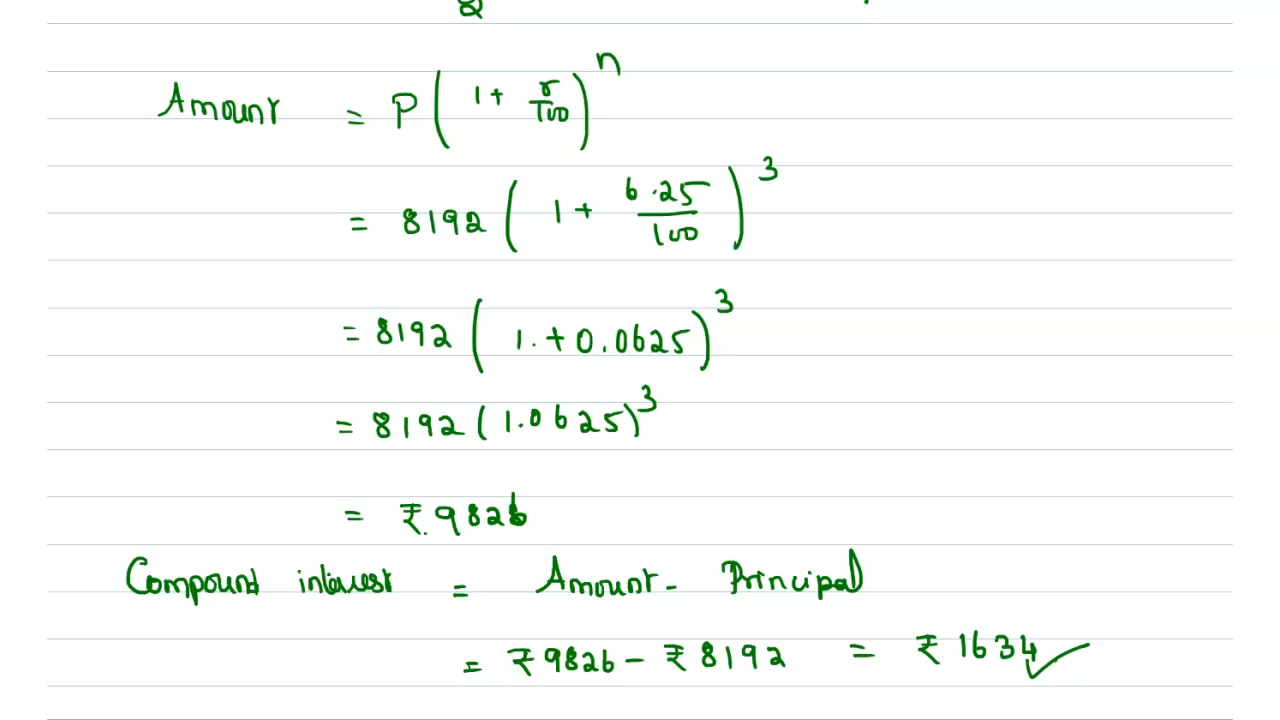 Amount = P ( 1 + r/100 )^n
= 8192 ( 1 + 6.25/100 )^3
= 8192 ( 1. + 0.0625 )^3
= 8192 ( 1.0625 )^3
= ₹. 9826
Compound interest = Amount - Principal
= ₹ 9826 - ₹ 8192 = ₹ 1634 ✓